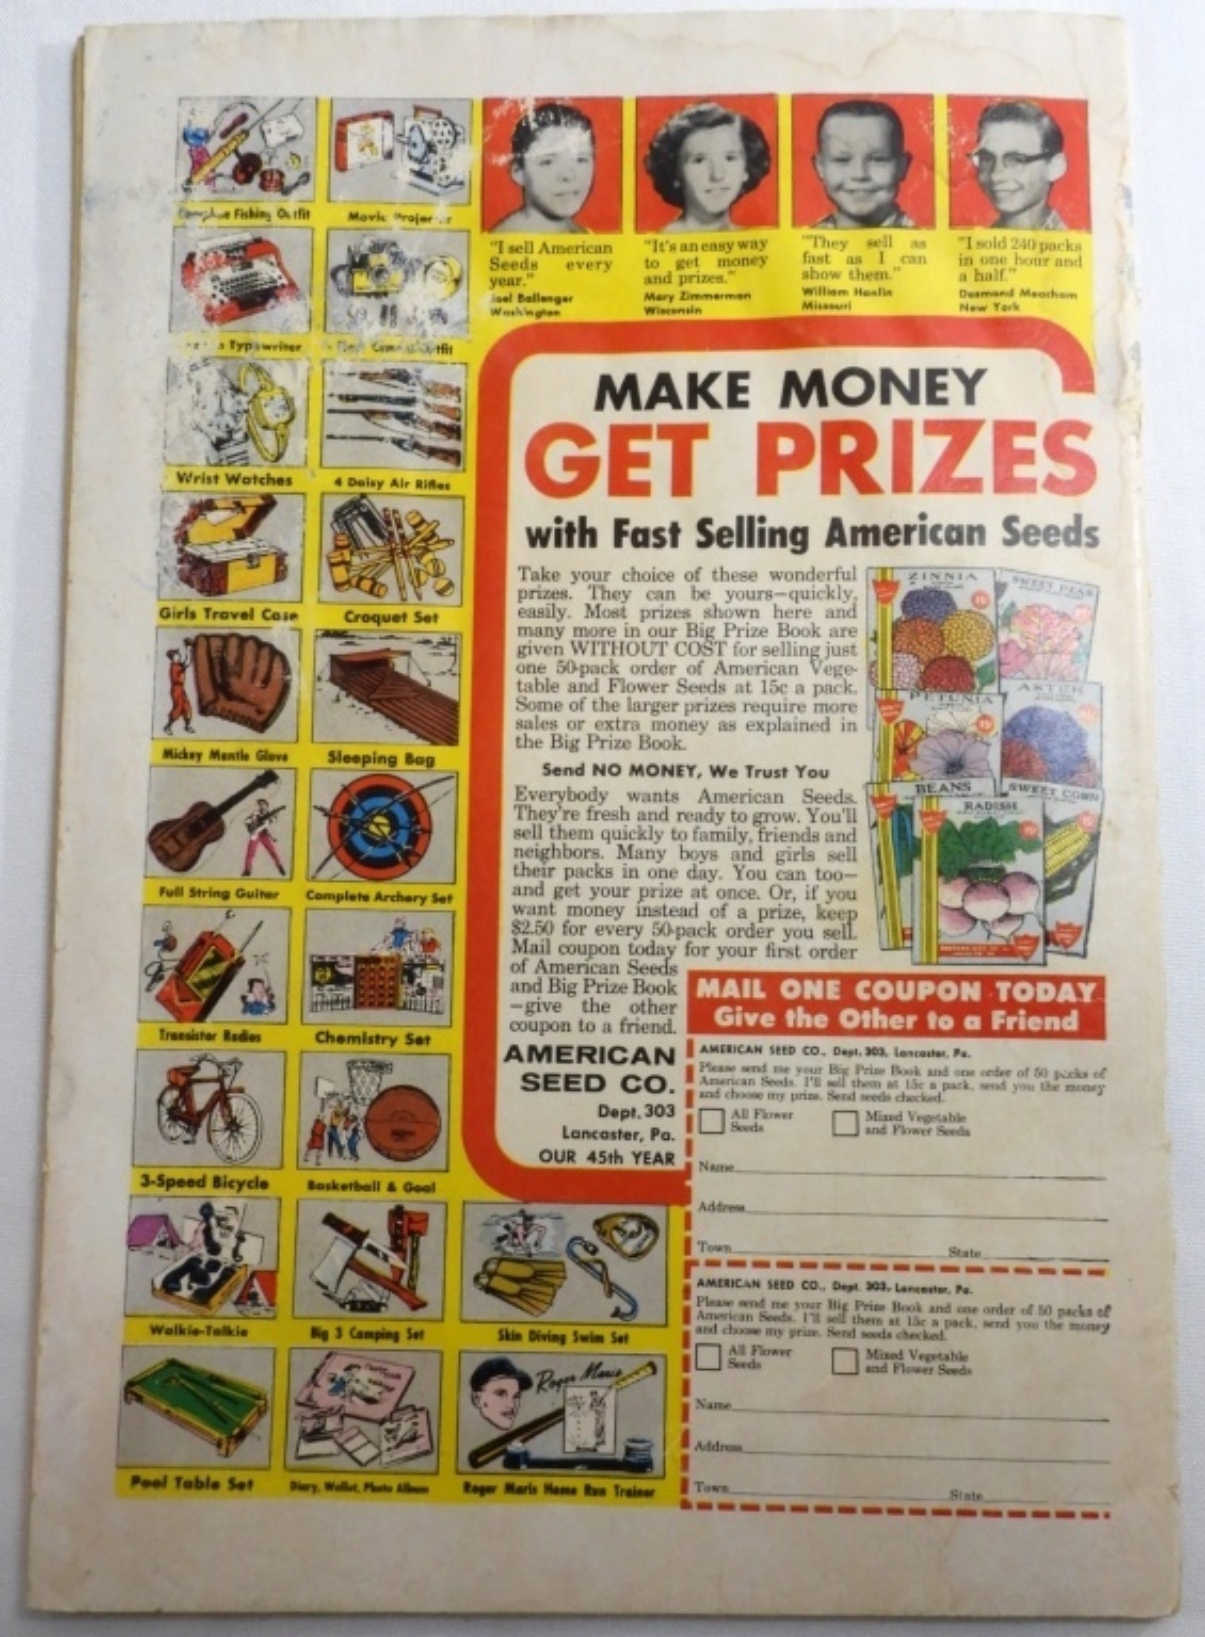 Fishing Outfit
Movie Projector
Typewriter
Outfit
Wrist Watches
4 Daisy Air Rifles
Girls Travel Case
Croquet Set
Mickey Mantle Glove
Sleeping Bag
Full String Guitar
Complete Archery Set
Transistor Radios
Chemistry Set
3-Speed Bicycle
Basketball & Goal
Walkie-Talkie
Big 3 Camping Set
Skin Diving Swim Set
Pool Table Set
Diary, Wallet, Photo Album
Roger Maris
Roger Maris Home Run Trainer
"I sell American
Seeds every
year."
Joel Ballenger
Washington
"It's an easy way
to get money
and prizes."
Mary Zimmerman
Wisconsin
"They sell as
fast as I can
show them."
William Hanlin
Missouri
"I sold 240 packs
in one hour and
a half."
Desmond Meacham
New York
MAKE MONEY
GET PRIZES
with Fast Selling American Seeds
Take your choice of these wonderful
prizes. They can be yours—quickly,
easily. Most prizes shown here and
many more in our Big Prize Book are
given WITHOUT COST for selling just
one 50-pack order of American Vege-
table and Flower Seeds at 15c a pack.
Some of the larger prizes require more
sales or extra money as explained in
the Big Prize Book.
Send NO MONEY, We Trust You
Everybody wants American Seeds.
They're fresh and ready to grow. You'll
sell them quickly to family, friends and
neighbors. Many boys and girls sell
their packs in one day. You can too—
and get your prize at once. Or, if you
want money instead of a prize, keep
$2.50 for every 50-pack order you sell.
Mail coupon today for your first order
of American Seeds
and Big Prize Book
—give the other
coupon to a friend.
AMERICAN
SEED CO.
Dept. 303
Lancaster, Pa.
OUR 45th YEAR
ZINNIA
SWEET PEAS
PETUNIA
ASTER
BEANS
SWEET CORN
RADISH
MAIL ONE COUPON TODAY
Give the Other to a Friend
AMERICAN SEED CO., Dept. 303, Lancaster, Pa.
Please send me your Big Prize Book and one order of 50 packs of
American Seeds. I'll sell them at 15c a pack, send you the money
and choose my prize. Send seeds checked.
All Flower
Seeds
Mixed Vegetable
and Flower Seeds
Name
Address
Town State
AMERICAN SEED CO., Dept. 303, Lancaster, Pa.
Please send me your Big Prize Book and one order of 50 packs of
American Seeds. I'll sell them at 15c a pack, send you the money
and choose my prize. Send seeds checked.
All Flower
Seeds
Mixed Vegetable
and Flower Seeds
Name
Address
Town State